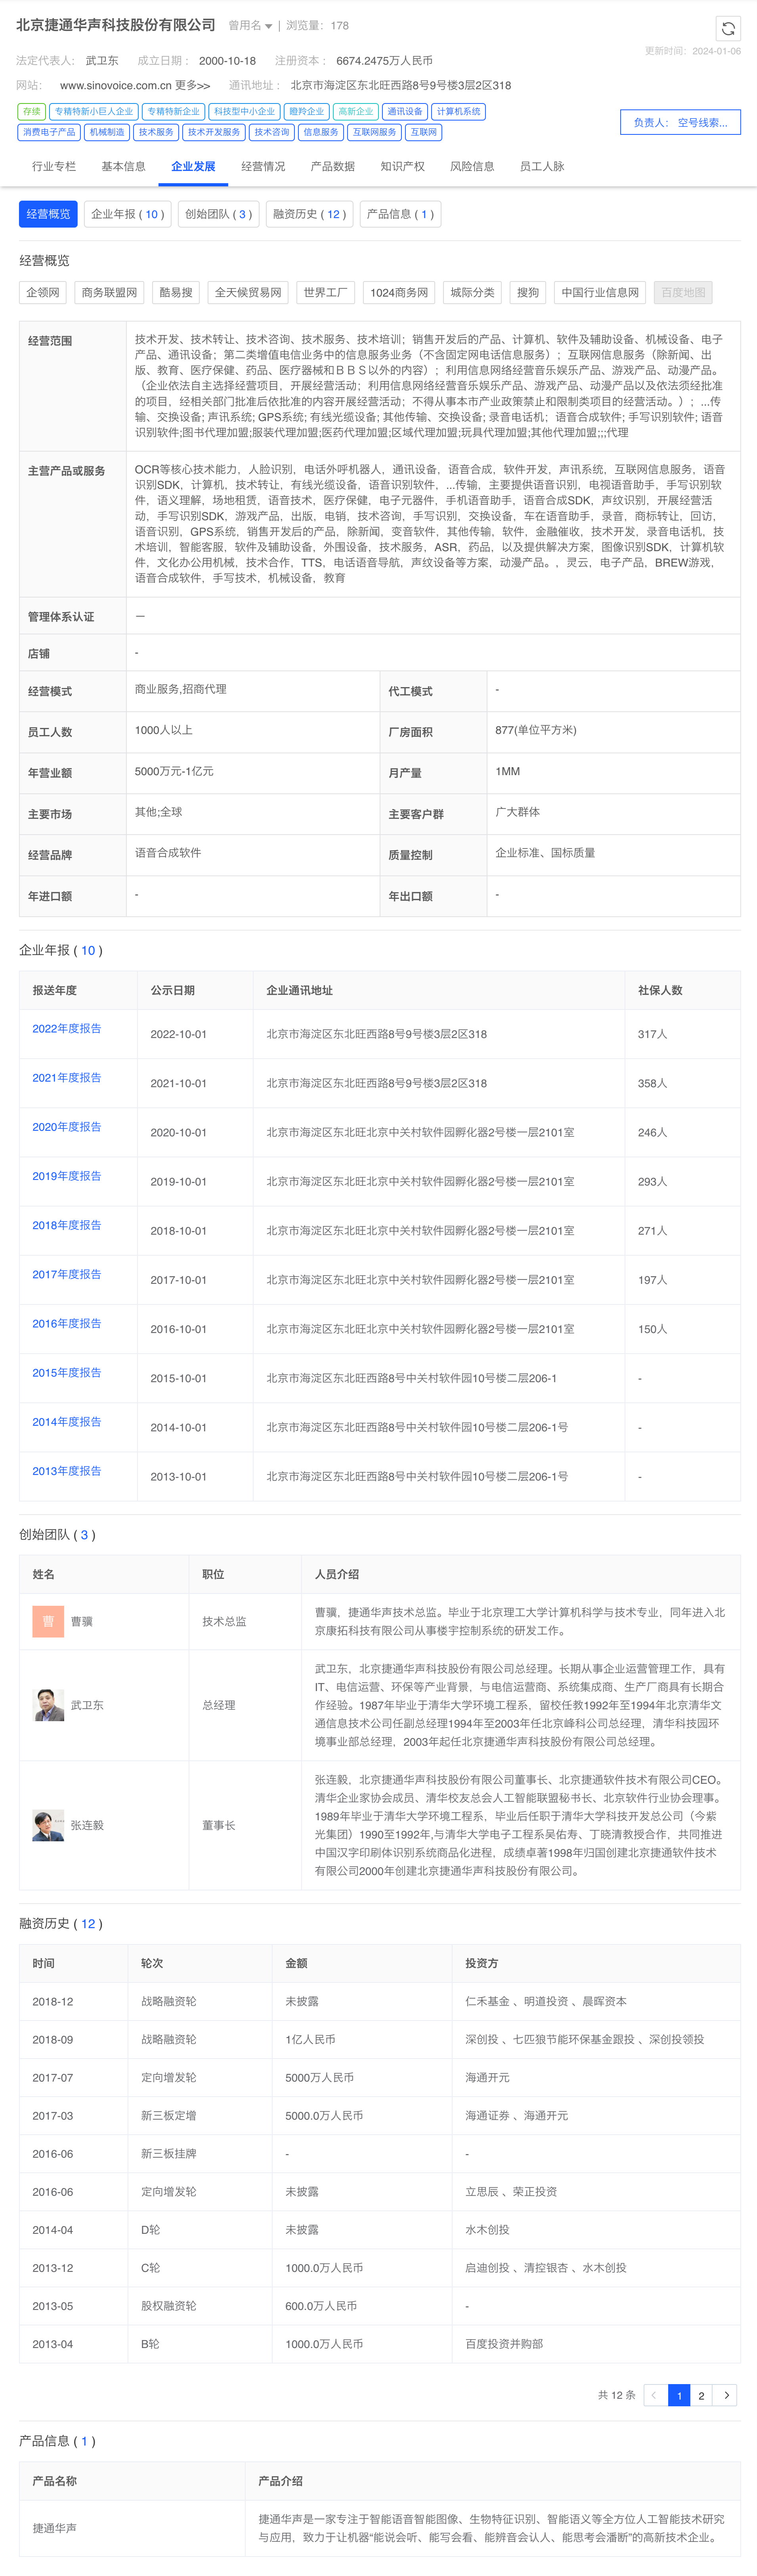 北京捷通华声科技股份有限公司 曾用名 | 浏览量：178
更新时间：2024-01-06
法定代表人： 武卫东 成立日期： 2000-10-18 注册资本： 6674.2475万人民币
网站： www.sinovoice.com.cn 更多>> 通讯地址： 北京市海淀区东北旺西路8号9号楼3层2区318
存续 专精特新小巨人企业 专精特新企业 科技型中小企业 瞪羚企业 高新企业 通讯设备 计算机系统
消费电子产品 机械制造 技术服务 技术开发服务 技术咨询 信息服务 互联网服务 互联网
负责人： 空号线索...
行业专栏 基本信息 企业发展 经营情况 产品数据 知识产权 风险信息 员工人脉
经营概览 企业年报 ( 10 ) 创始团队 ( 3 ) 融资历史 ( 12 ) 产品信息 ( 1 )
经营概览
企领网 商务联盟网 酷易搜 全天候贸易网 世界工厂 1024商务网 城际分类 搜狗 中国行业信息网 百度地图
经营范围
技术开发、技术转让、技术咨询、技术服务、技术培训；销售开发后的产品、计算机、软件及辅助设备、机械设备、电子
产品、通讯设备；第二类增值电信业务中的信息服务业务（不含固定网电话信息服务）；互联网信息服务（除新闻、出
版、教育、医疗保健、药品、医疗器械和ＢＢＳ以外的内容）；利用信息网络经营音乐娱乐产品、游戏产品、动漫产品。
（企业依法自主选择经营项目，开展经营活动；利用信息网络经营音乐娱乐产品、游戏产品、动漫产品以及依法须经批准
的项目，经相关部门批准后依批准的内容开展经营活动；不得从事本市产业政策禁止和限制类项目的经营活动。）；...传
输、交换设备; 声讯系统; GPS系统; 有线光缆设备; 其他传输、交换设备; 录音电话机；语音合成软件; 手写识别软件; 语音
识别软件;图书代理加盟;服装代理加盟;医药代理加盟;区域代理加盟;玩具代理加盟;其他代理加盟;;;代理
主营产品或服务
OCR等核心技术能力，人脸识别，电话外呼机器人，通讯设备，语音合成，软件开发，声讯系统，互联网信息服务，语音
识别SDK，计算机，技术转让，有线光缆设备，语音识别软件，...传输，主要提供语音识别，电视语音助手，手写识别软
件，语义理解，场地租赁，语音技术，医疗保健，电子元器件，手机语音助手，语音合成SDK，声纹识别，开展经营活
动，手写识别SDK，游戏产品，出版，电销，技术咨询，手写识别，交换设备，车在语音助手，录音，商标转让，回访，
语音识别，GPS系统，销售开发后的产品，除新闻，变音软件，其他传输，软件，金融催收，技术开发，录音电话机，技
术培训，智能客服，软件及辅助设备，外围设备，技术服务，ASR，药品，以及提供解决方案，图像识别SDK，计算机软
件，文化办公用机械，技术合作，TTS，电话语音导航，声纹设备等方案，动漫产品。，灵云，电子产品，BREW游戏，
语音合成软件，手写技术，机械设备，教育
管理体系认证 —
店铺 -
经营模式 商业服务,招商代理 代工模式 -
员工人数 1000人以上 厂房面积 877(单位平方米)
年营业额 5000万元-1亿元 月产量 1MM
主要市场 其他;全球 主要客户群 广大群体
经营品牌 语音合成软件 质量控制 企业标准、国标质量
年进口额 - 年出口额 -
企业年报 ( 10 )
报送年度 公示日期 企业通讯地址 社保人数
2022年度报告 2022-10-01 北京市海淀区东北旺西路8号9号楼3层2区318 317人
2021年度报告 2021-10-01 北京市海淀区东北旺西路8号9号楼3层2区318 358人
2020年度报告 2020-10-01 北京市海淀区东北旺北京中关村软件园孵化器2号楼一层2101室 246人
2019年度报告 2019-10-01 北京市海淀区东北旺北京中关村软件园孵化器2号楼一层2101室 293人
2018年度报告 2018-10-01 北京市海淀区东北旺北京中关村软件园孵化器2号楼一层2101室 271人
2017年度报告 2017-10-01 北京市海淀区东北旺北京中关村软件园孵化器2号楼一层2101室 197人
2016年度报告 2016-10-01 北京市海淀区东北旺北京中关村软件园孵化器2号楼一层2101室 150人
2015年度报告 2015-10-01 北京市海淀区东北旺西路8号中关村软件园10号楼二层206-1 -
2014年度报告 2014-10-01 北京市海淀区东北旺西路8号中关村软件园10号楼二层206-1号 -
2013年度报告 2013-10-01 北京市海淀区东北旺西路8号中关村软件园10号楼二层206-1号 -
创始团队 ( 3 )
姓名 职位 人员介绍
曹 曹骥 技术总监
曹骥，捷通华声技术总监。毕业于北京理工大学计算机科学与技术专业，同年进入北
京康拓科技有限公司从事楼宇控制系统的研发工作。
武卫东 总经理
武卫东，北京捷通华声科技股份有限公司总经理。长期从事企业运营管理工作，具有
IT、电信运营、环保等产业背景，与电信运营商、系统集成商、生产厂商具有长期合
作经验。1987年毕业于清华大学环境工程系，留校任教1992年至1994年北京清华文
通信息技术公司任副总经理1994年至2003年任北京峰科公司总经理，清华科技园环
境事业部总经理，2003年起任北京捷通华声科技股份有限公司总经理。
张连毅 董事长
张连毅，北京捷通华声科技股份有限公司董事长、北京捷通软件技术有限公司CEO。
清华企业家协会成员、清华校友总会人工智能联盟秘书长、北京软件行业协会理事。
1989年毕业于清华大学环境工程系，毕业后任职于清华大学科技开发总公司（今紫
光集团）1990至1992年,与清华大学电子工程系吴佑寿、丁晓清教授合作，共同推进
中国汉字印刷体识别系统商品化进程，成绩卓著1998年归国创建北京捷通软件技术
有限公司2000年创建北京捷通华声科技股份有限公司。
融资历史 ( 12 )
时间 轮次 金额 投资方
2018-12 战略融资轮 未披露 仁禾基金 、明道投资 、晨晖资本
2018-09 战略融资轮 1亿人民币 深创投 、七匹狼节能环保基金跟投 、深创投领投
2017-07 定向增发轮 5000万人民币 海通开元
2017-03 新三板定增 5000.0万人民币 海通证券 、海通开元
2016-06 新三板挂牌 - -
2016-06 定向增发轮 未披露 立思辰 、荣正投资
2014-04 D轮 未披露 水木创投
2013-12 C轮 1000.0万人民币 启迪创投 、清控银杏 、水木创投
2013-05 股权融资轮 600.0万人民币 -
2013-04 B轮 1000.0万人民币 百度投资并购部
共 12 条 < 1 2 >
产品信息 ( 1 )
产品名称 产品介绍
捷通华声
捷通华声是一家专注于智能语音智能图像、生物特征识别、智能语义等全方位人工智能技术研究
与应用，致力于让机器“能说会听、能写会看、能辨音会认人、能思考会潘断”的高新技术企业。